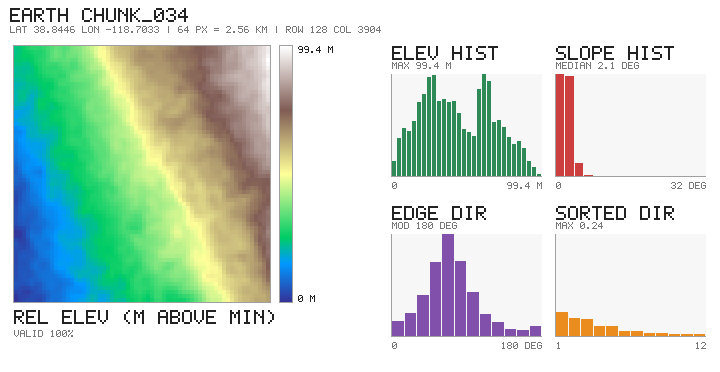 EARTH CHUNK_034
LAT 38.8446 LON -118.7033 | 64 PX = 2.56 KM | ROW 128 COL 3904
99.4 M
0 M
REL ELEV (M ABOVE MIN)
VALID 100%
ELEV HIST
MAX 99.4 M
0 99.4 M
SLOPE HIST
MEDIAN 2.1 DEG
0 32 DEG
EDGE DIR
MOD 180 DEG
0 180 DEG
SORTED DIR
MAX 0.24
1 12